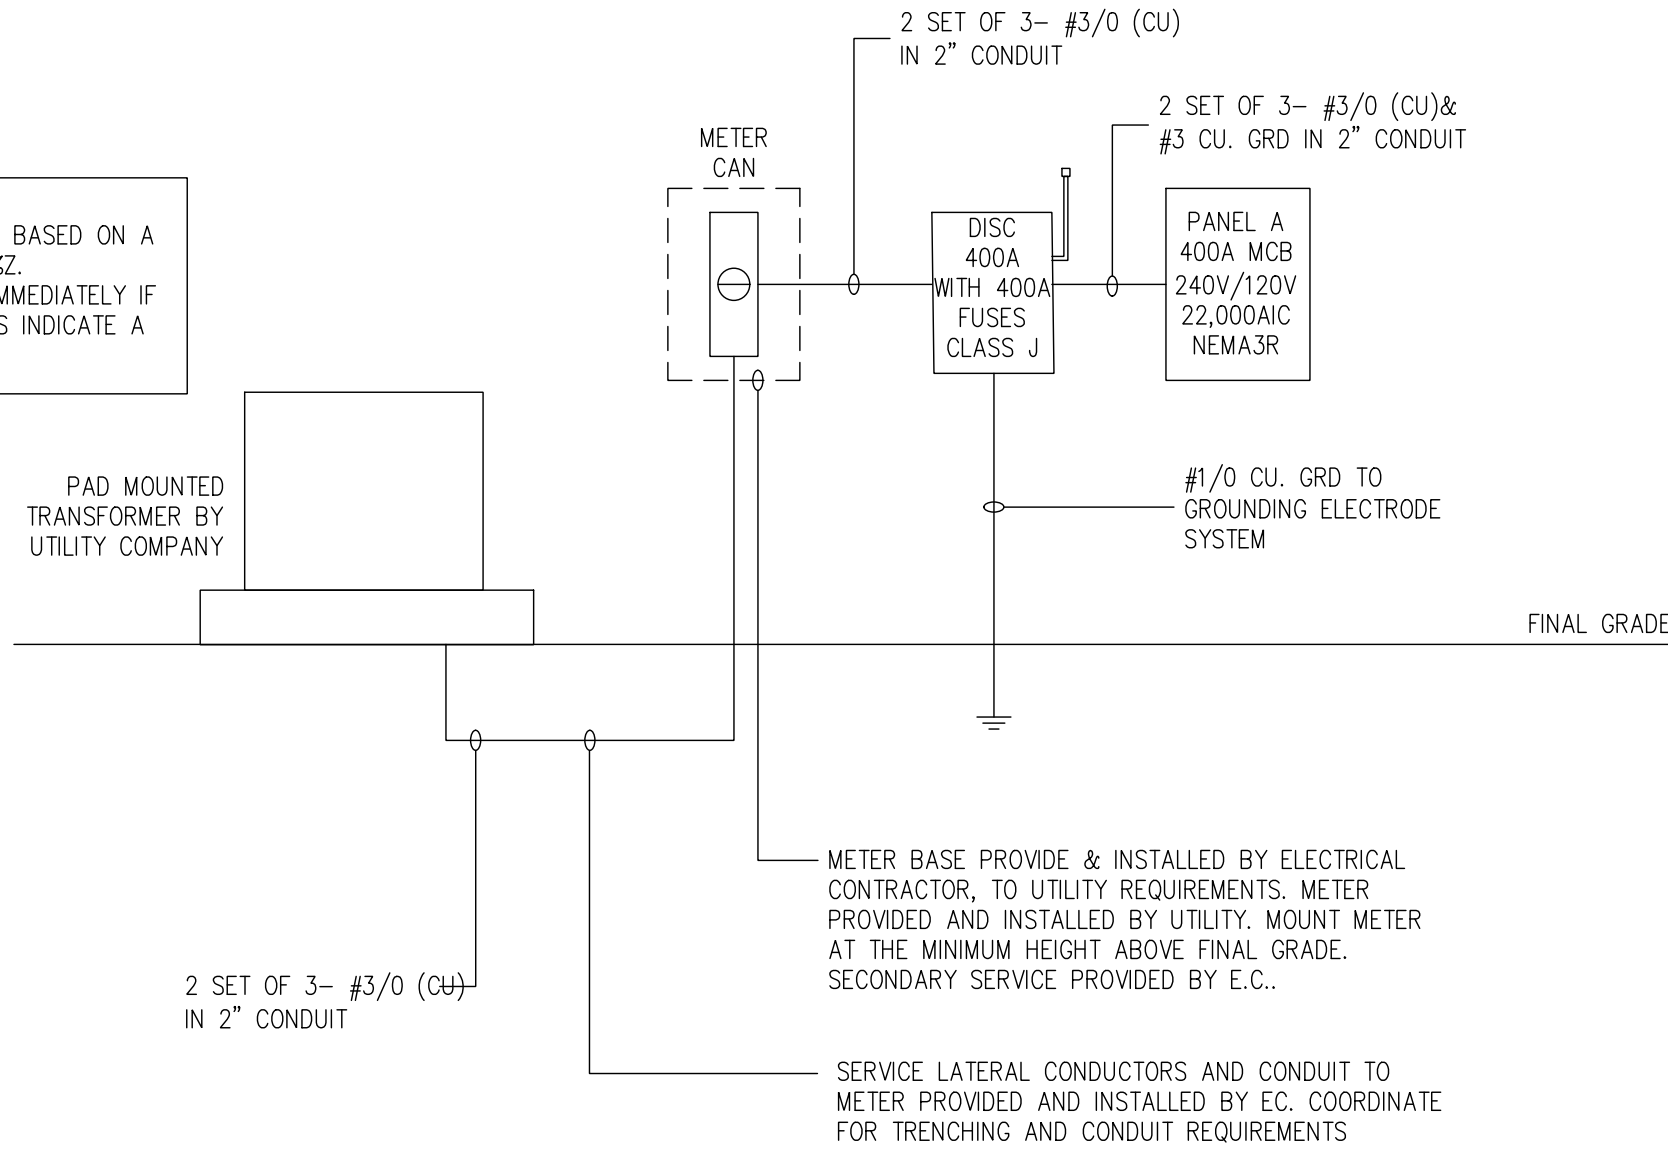 2 SET OF 3- #3/0 (CU)
IN 2" CONDUIT
2 SET OF 3- #3/0 (CU)&
#3 CU. GRD IN 2" CONDUIT
METER
CAN
BASED ON A
IMMEDIATELY IF
INDICATE A
DISC
400A
WITH 400A
FUSES
CLASS J
PANEL A
400A MCB
240V/120V
22,000AIC
NEMA3R
PAD MOUNTED
TRANSFORMER BY
UTILITY COMPANY
#1/0 CU. GRD TO
GROUNDING ELECTRODE
SYSTEM
FINAL GRADE
METER BASE PROVIDE & INSTALLED BY ELECTRICAL
CONTRACTOR, TO UTILITY REQUIREMENTS. METER
PROVIDED AND INSTALLED BY UTILITY. MOUNT METER
AT THE MINIMUM HEIGHT ABOVE FINAL GRADE.
SECONDARY SERVICE PROVIDED BY E.C..
2 SET OF 3- #3/0 (CU)
IN 2" CONDUIT
SERVICE LATERAL CONDUCTORS AND CONDUIT TO
METER PROVIDED AND INSTALLED BY EC. COORDINATE
FOR TRENCHING AND CONDUIT REQUIREMENTS